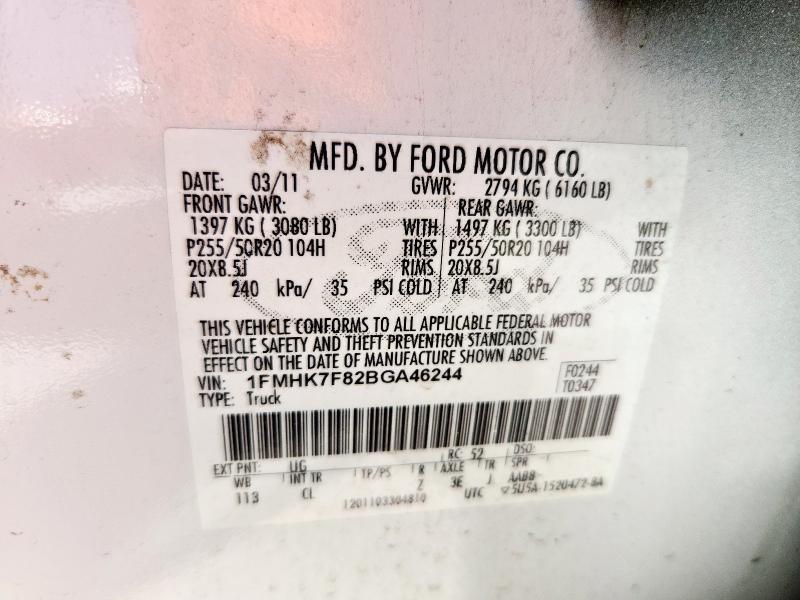 MFD. BY FORD MOTOR CO.
DATE: 03/11 GVWR: 2794 KG ( 6160 LB)
FRONT GAWR: REAR GAWR:
1397 KG ( 3080 LB) WITH 1497 KG ( 3300 LB) WITH
P255/50R20 104H TIRES P255/50R20 104H TIRES
20X8.5J RIMS 20X8.5J RIMS
AT 240 kPa/ 35 PSI COLD AT 240 kPa/ 35 PSI COLD
THIS VEHICLE CONFORMS TO ALL APPLICABLE FEDERAL MOTOR
VEHICLE SAFETY AND THEFT PREVENTION STANDARDS IN
EFFECT ON THE DATE OF MANUFACTURE SHOWN ABOVE.
VIN: 1FMHK7F82BGA46244 F0244
TYPE: Truck T0347
EXT PNT: UG RC: 52 DSO:
WB INT TR TP/PS R AXLE TR SPR
113 CL 2 3E J AABB
1201103304810 UTC 5U5A-1520472-BA